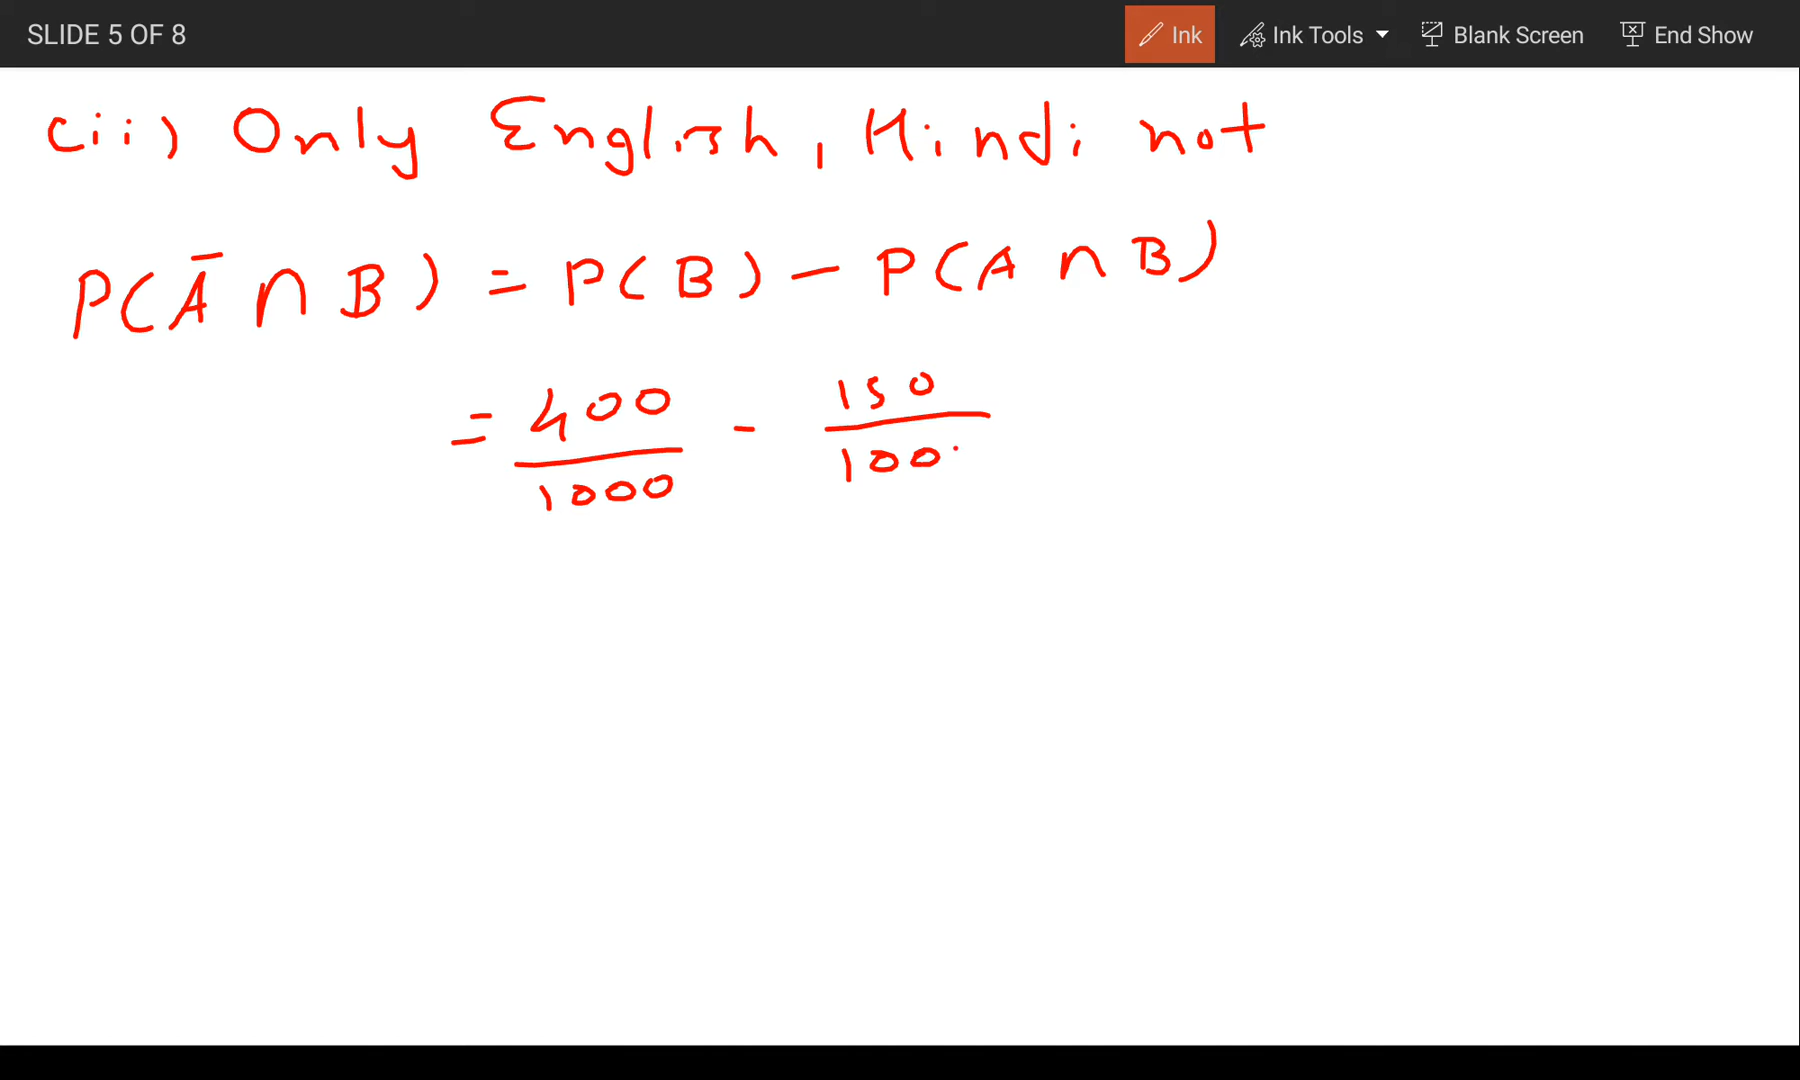 SLIDE 5 OF 8
Ink
Ink Tools
Blank Screen
End Show
(ii) Only English, Hindi not
P(Ā ∩ B) = P(B) − P(A ∩ B)
= 400/1000 - 150/100